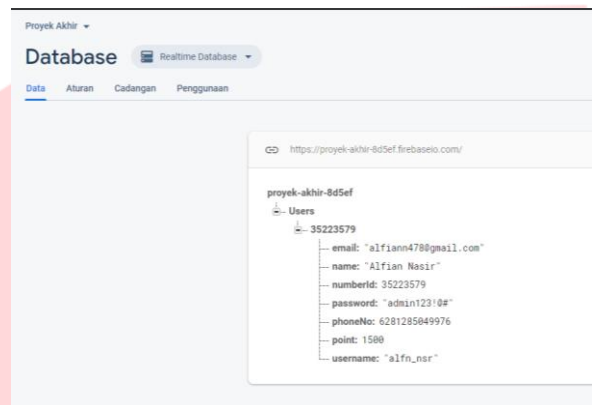 Proyek Akhir
Database
Realtime Database
Data Aturan Cadangan Penggunaan
https://proyek-akhir-8d5ef.firebaseio.com/
proyek-akhir-8d5ef
Users
35223579
email: "alfiann478@gmail.com"
name: "Alfian Nasir"
numberId: 35223579
password: "admin123!@#"
phoneNo: 6281285049976
point: 1500
username: "alfn_nsr"